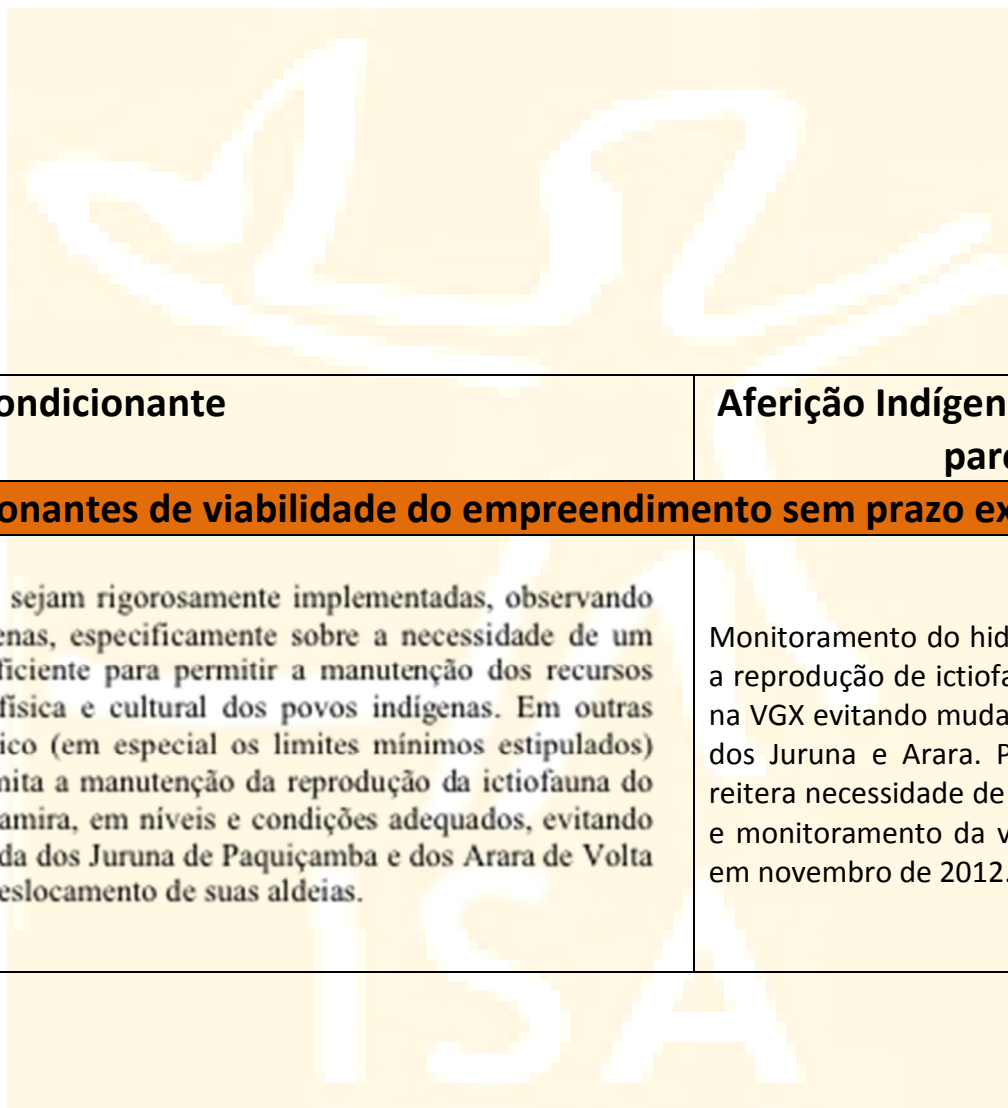 ondicionante
Aferição Indígen
par
onantes de viabilidade do empreendimento sem prazo ex
sejam rigorosamente implementadas, observando
enas, especificamente sobre a necessidade de um
ficiente para permitir a manutenção dos recursos
física e cultural dos povos indígenas. Em outras
ico (em especial os limites mínimos estipulados)
mita a manutenção da reprodução da ictiofauna do
amira, em níveis e condições adequados, evitando
da dos Juruna de Paquiçamba e dos Arara de Volta
eslocamento de suas aldeias.
Monitoramento do hid
a reprodução de ictiofa
na VGX evitando muda
dos Juruna e Arara. P
reitera necessidade de
e monitoramento da v
em novembro de 2012.
ISA